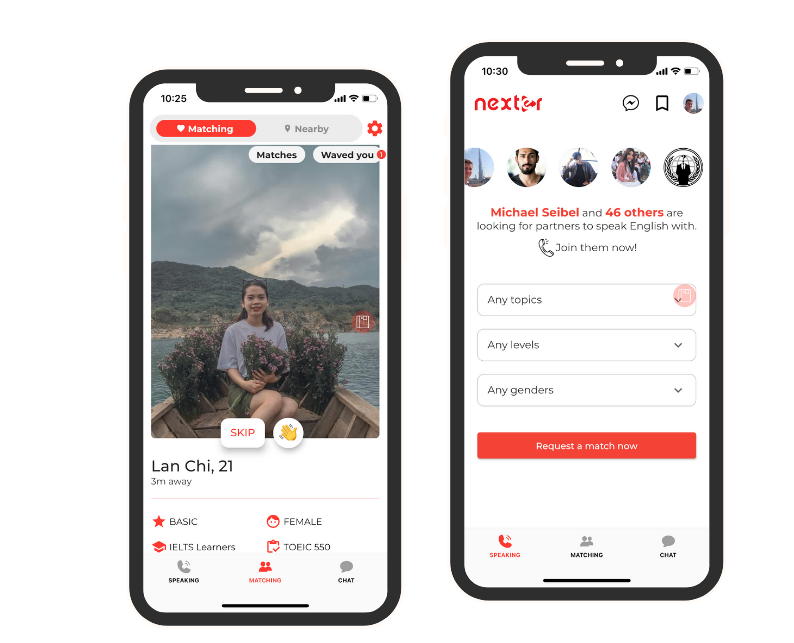 10:25
Matching
Nearby
Matches
Waved you
1
SKIP
Lan Chi, 21
3m away
BASIC
FEMALE
IELTS Learners
TOEIC 550
SPEAKING
MATCHING
CHAT
10:30
nexter
Michael Seibel and 46 others are
looking for partners to speak English with.
Join them now!
Any topics
Any levels
Any genders
Request a match now
SPEAKING
MATCHING
CHAT